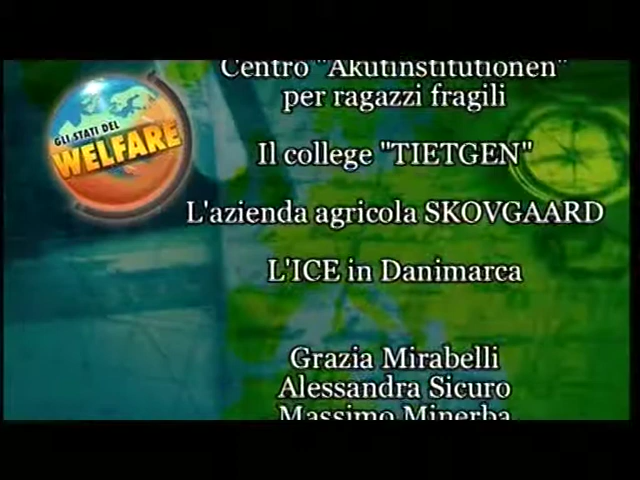 Centro "Akutinstitutionen"
per ragazzi fragili
GLI STATI DEL
WELFARE
Il college "TIETGEN"
L'azienda agricola SKOVGAARD
L'ICE in Danimarca
Grazia Mirabelli
Alessandra Sicuro
Massimo Minerba